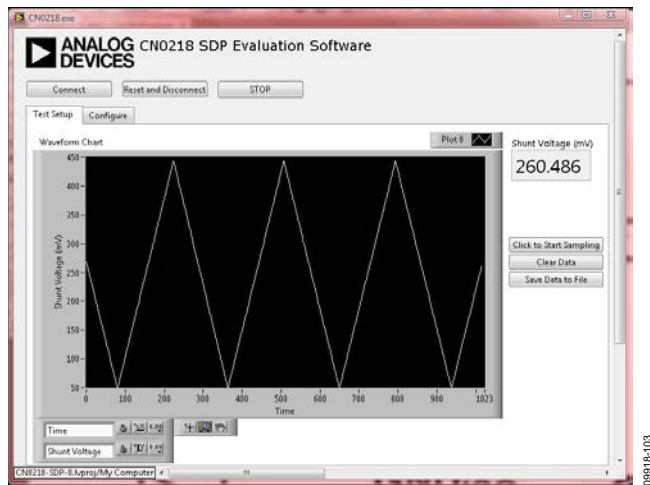 CN0218.exe
ANALOG DEVICES
CN0218 SDP Evaluation Software
Connect
Reset and Disconnect
STOP
Test Setup
Configure
Waveform Chart
Plot 0
Shunt Voltage (mV)
260.486
Click to Start Sampling
Clear Data
Save Data to File
Shunt Voltage (mV)
450
400
350
300
250
200
150
100
50
0
100
200
300
400
500
600
700
800
900
1023
Time
Time
Shunt Voltage
CN0218-SDP-0.lvproj/My Computer
09918-103